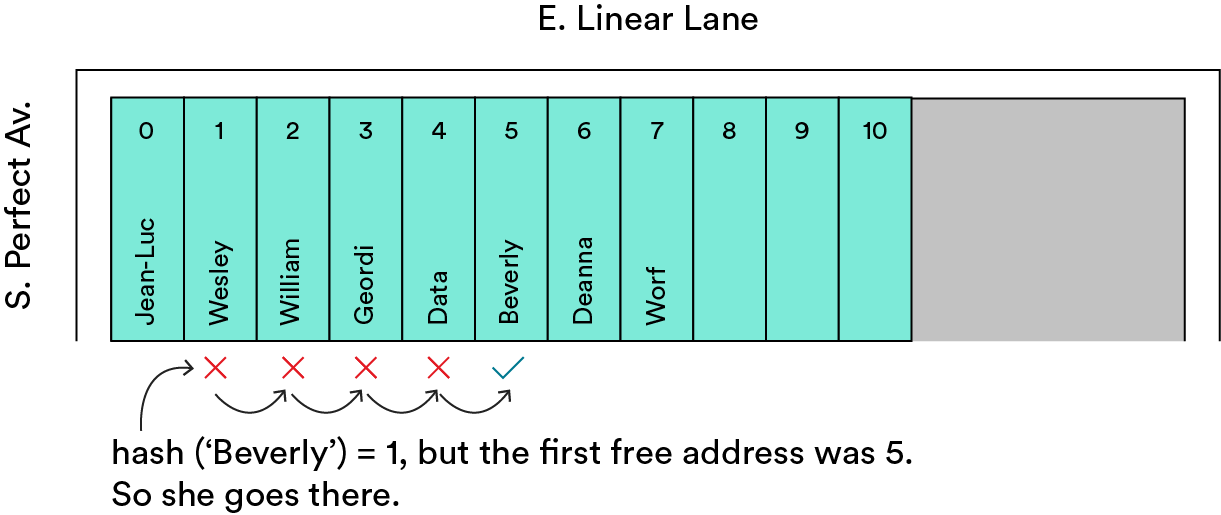 E. Linear Lane
S. Perfect Av.
0 1 2 3 4 5 6 7 8 9 10
Jean-Luc
Wesley
William
Geordi
Data
Beverly
Deanna
Worf
hash (‘Beverly’) = 1, but the first free address was 5.
So she goes there.